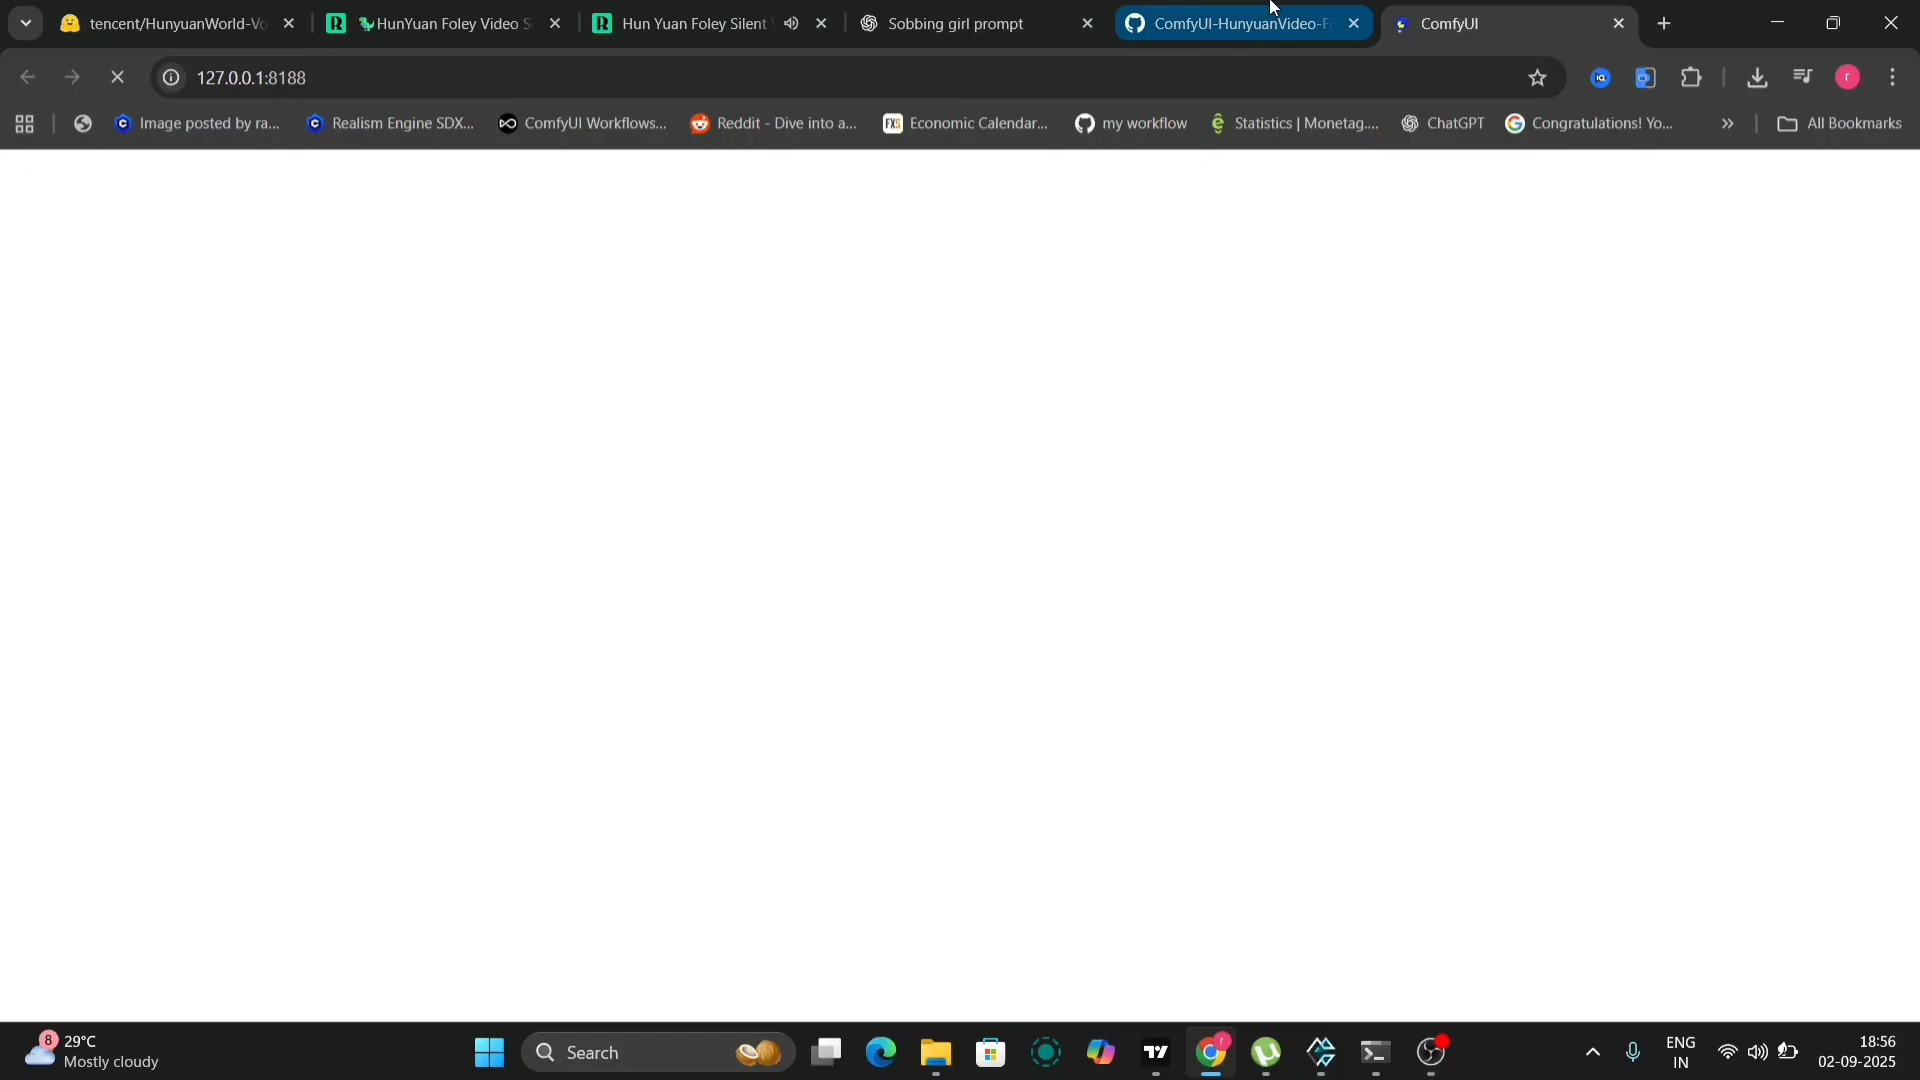 tencent/HunyuanWorld-Vo
HunYuan Foley Video S
Hun Yuan Foley Silent
Sobbing girl prompt
ComfyUI-HunyuanVideo-F
ComfyUI
127.0.0.1:8188
r
Image posted by ra...
Realism Engine SDX...
ComfyUI Workflows...
Reddit - Dive into a...
FXS
Economic Calendar...
my workflow
Statistics | Monetag....
ChatGPT
Congratulations! Yo...
All Bookmarks
8
29°C
Mostly cloudy
Search
ENG
IN
18:56
02-09-2025